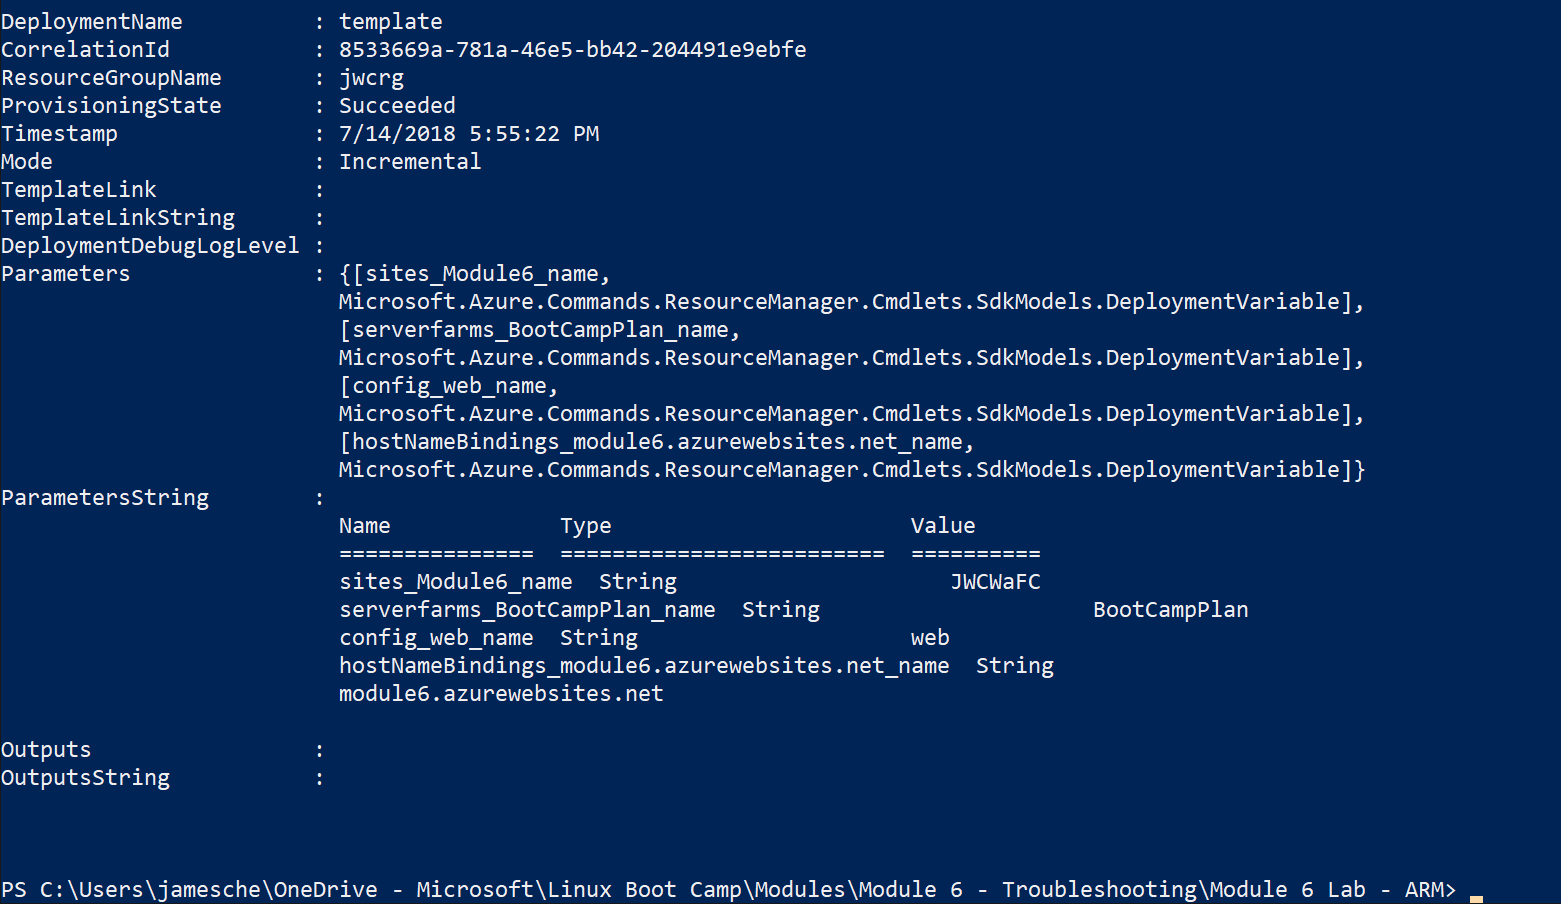 DeploymentName          : template
CorrelationId           : 8533669a-781a-46e5-bb42-204491e9ebfe
ResourceGroupName       : jwcrg
ProvisioningState       : Succeeded
Timestamp               : 7/14/2018 5:55:22 PM
Mode                    : Incremental
TemplateLink            :
TemplateLinkString      :
DeploymentDebugLogLevel :
Parameters              : {[sites_Module6_name,
                          Microsoft.Azure.Commands.ResourceManager.Cmdlets.SdkModels.DeploymentVariable],
                          [serverfarms_BootCampPlan_name,
                          Microsoft.Azure.Commands.ResourceManager.Cmdlets.SdkModels.DeploymentVariable],
                          [config_web_name,
                          Microsoft.Azure.Commands.ResourceManager.Cmdlets.SdkModels.DeploymentVariable],
                          [hostNameBindings_module6.azurewebsites.net_name,
                          Microsoft.Azure.Commands.ResourceManager.Cmdlets.SdkModels.DeploymentVariable]}
ParametersString        :
                          Name             Type                       Value
                          ===============  =========================  ==========
                          sites_Module6_name  String                     JWCWaFC
                          serverfarms_BootCampPlan_name  String                     BootCampPlan
                          config_web_name  String                     web
                          hostNameBindings_module6.azurewebsites.net_name  String
                          module6.azurewebsites.net
Outputs                 :
OutputsString           :
PS C:\Users\jamesche\OneDrive - Microsoft\Linux Boot Camp\Modules\Module 6 - Troubleshooting\Module 6 Lab - ARM>